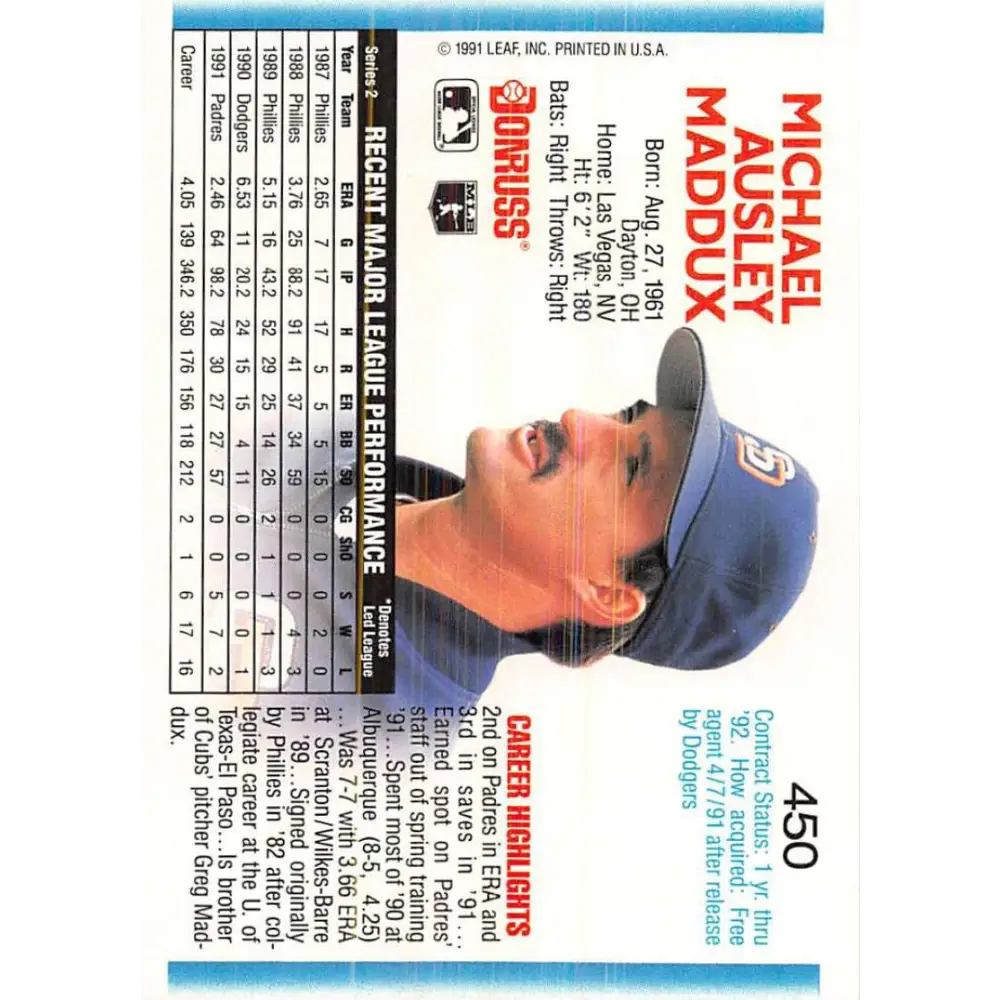 MICHAEL
AUSLEY
MADDUX
Born: Aug. 27, 1961
Dayton, OH
Home: Las Vegas, NV
Ht: 6'2" Wt: 180
Bats: Right Throws: Right
DONRUSS®
MLB
© 1991 LEAF, INC. PRINTED IN U.S.A.
450
Contract Status: 1 yr. thru
'92. How acquired: Free
agent 4/7/91 after release
by Dodgers
Series 2 RECENT MAJOR LEAGUE PERFORMANCE *Denotes
Led League
Year Team ERA G IP H R ER BB SO CG ShO S W L
1987 Phillies 2.65 7 17 17 5 5 5 15 0 0 0 2 0
1988 Phillies 3.76 25 88.2 91 41 37 34 59 0 0 0 4 3
1989 Phillies 5.15 16 43.2 52 29 25 14 26 2 1 1 1 3
1990 Dodgers 6.53 11 20.2 24 15 15 4 11 0 0 0 0 1
1991 Padres 2.46 64 98.2 78 30 27 27 57 0 0 5 7 2
Career 4.05 139 346.2 350 176 156 118 212 2 1 6 17 16
CAREER HIGHLIGHTS
2nd on Padres in ERA and
3rd in saves in '91...
Earned spot on Padres'
staff out of spring training
'91...Spent most of '90 at
Albuquerque (8-5, 4.25)
...Was 7-7 with 3.66 ERA
at Scranton/Wilkes-Barre
in '89...Signed originally
by Phillies in '82 after col-
legiate career at the U. of
Texas-El Paso...Is brother
of Cubs' pitcher Greg Mad-
dux.